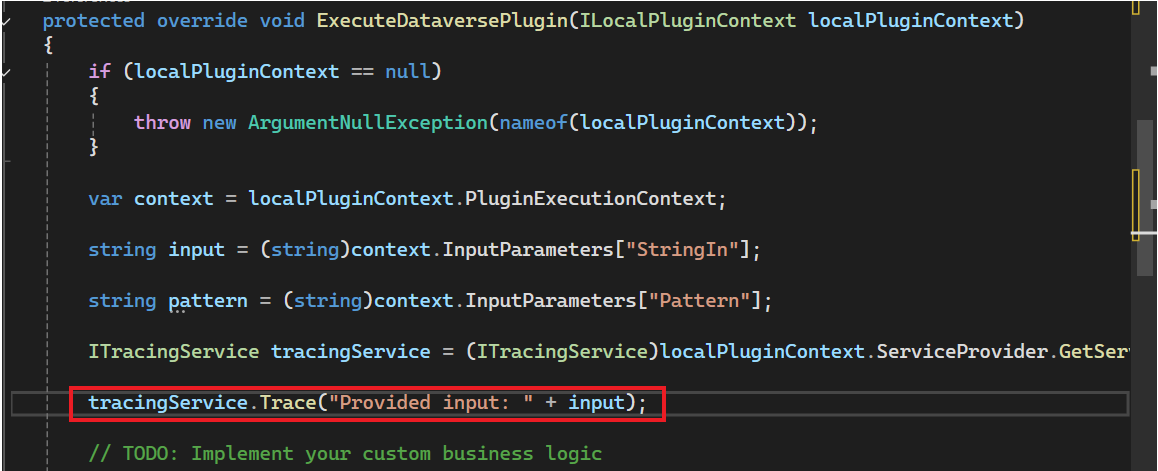 protected override void ExecuteDataversePlugin(ILocalPluginContext localPluginContext)
{
if (localPluginContext == null)
{
throw new ArgumentNullException(nameof(localPluginContext));
}
var context = localPluginContext.PluginExecutionContext;
string input = (string)context.InputParameters["StringIn"];
string pattern = (string)context.InputParameters["Pattern"];
ITracingService tracingService = (ITracingService)localPluginContext.ServiceProvider.GetSer
tracingService.Trace("Provided input: " + input);
// TODO: Implement your custom business logic